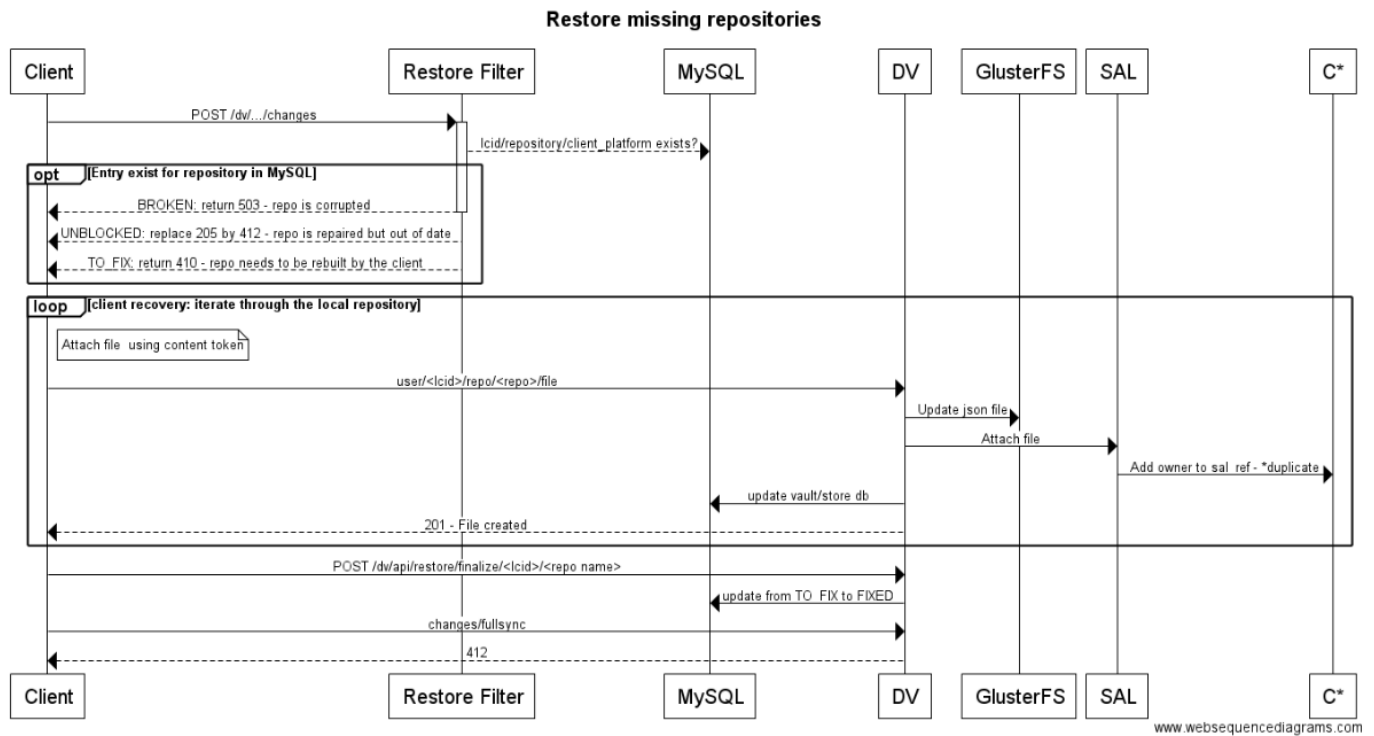 Restore missing repositories
Client Restore Filter MySQL DV GlusterFS SAL C*
POST /dv/.../changes
lcid/repository/client_platform exists?
opt [Entry exist for repository in MySQL]
BROKEN: return 503 - repo is corrupted
UNBLOCKED: replace 205 by 412 - repo is repaired but out of date
TO_FIX: return 410 - repo needs to be rebuilt by the client
loop [client recovery: iterate through the local repository]
Attach file using content token
user/<lcid>/repo/<repo>/file
Update json file
Attach file
Add owner to sal_ref - *duplicate
update vault/store db
201 - File created
POST /dv/api/restore/finalize/<lcid>/<repo name>
update from TO_FIX to FIXED
changes/fullsync
412
Client Restore Filter MySQL DV GlusterFS SAL C*
www.websequencediagrams.com